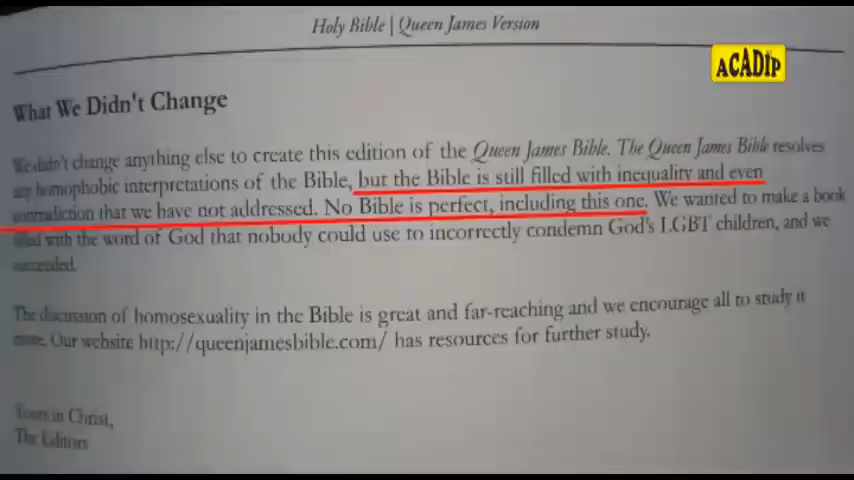 Holy Bible | Queen James Version
ACADIP
What We Didn't Change
We didn't change anything else to create this edition of the Queen James Bible. The Queen James Bible resolves
any homophobic interpretations of the Bible, but the Bible is still filled with inequality and even
contradiction that we have not addressed. No Bible is perfect, including this one. We wanted to make a book
filled with the word of God that nobody could use to incorrectly condemn God's LGBT children, and we
succeeded.
The discussion of homosexuality in the Bible is great and far-reaching and we encourage all to study it
more. Our website http://queenjamesbible.com/ has resources for further study.
Yours in Christ,
The Editors